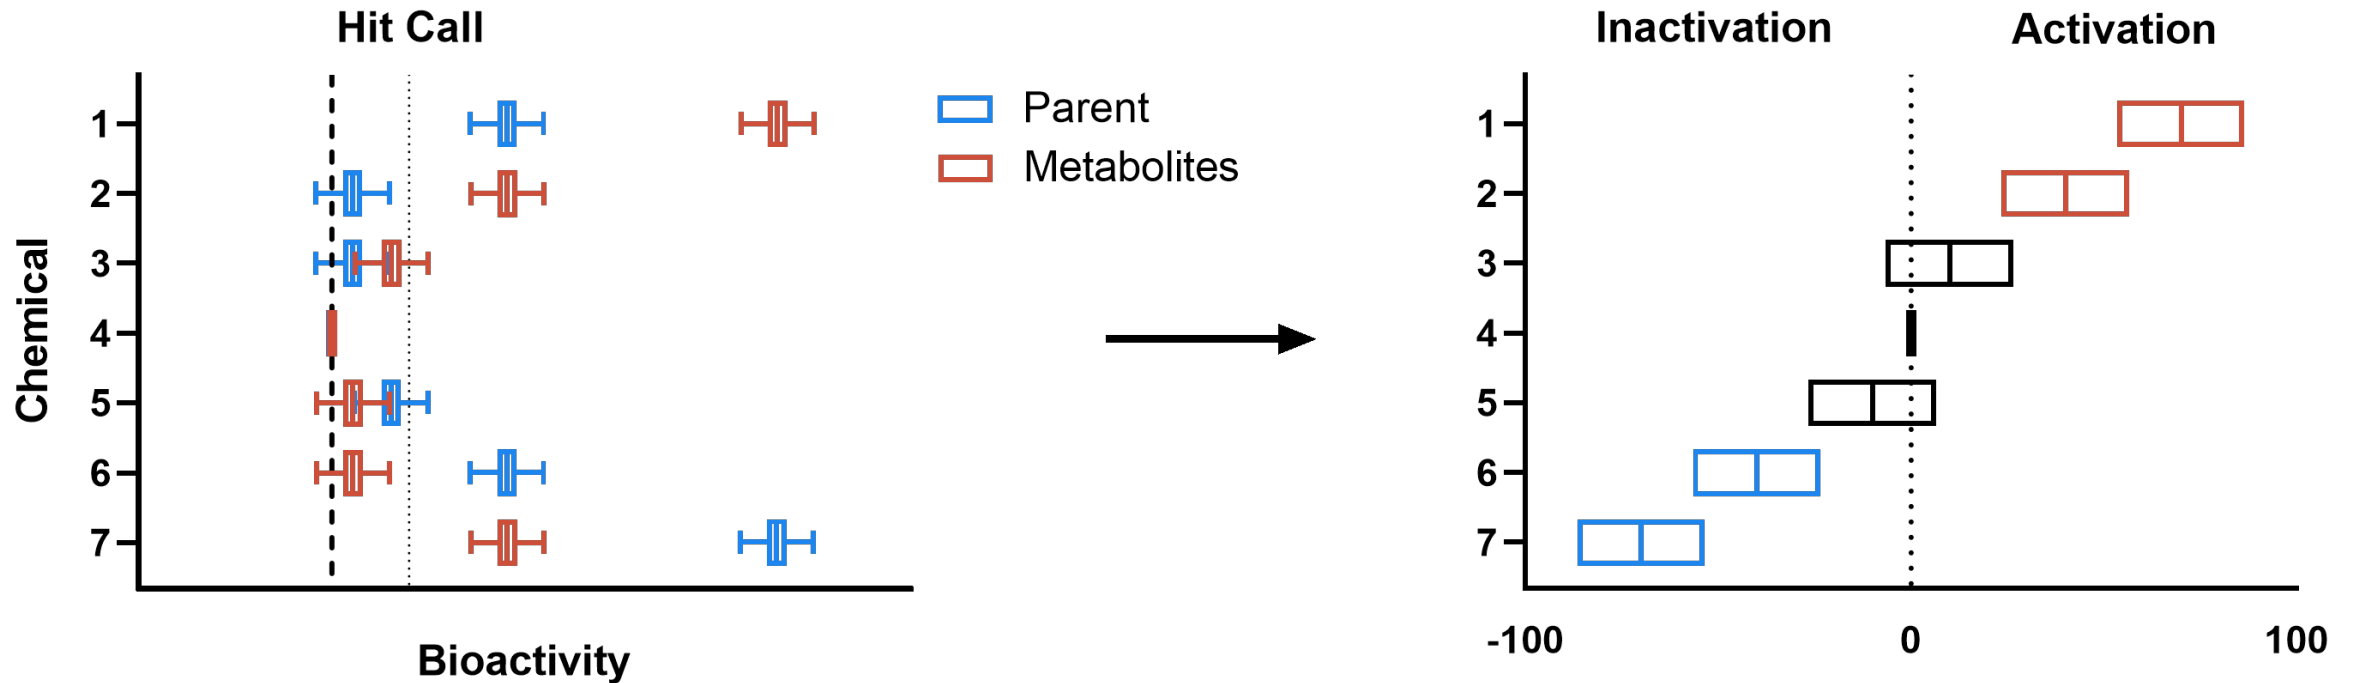 Hit Call
Chemical
1
2
3
4
5
6
7
Bioactivity
Parent
Metabolites
Inactivation Activation
1
2
3
4
5
6
7
-100 0 100